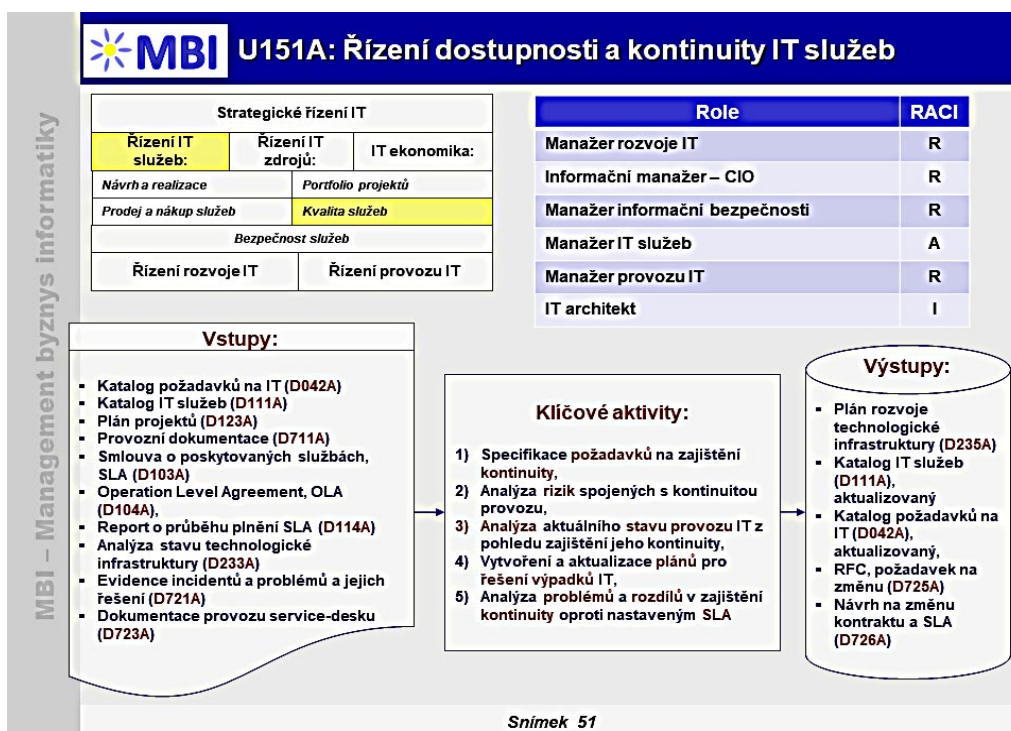 MBI
U151A: Řízení dostupnosti a kontinuity IT služeb
MBI – Management byznys informatiky
Strategické řízení IT
Řízení IT služeb:
Řízení IT zdrojů:
IT ekonomika:
Návrh a realizace
Portfolio projektů
Prodej a nákup služeb
Kvalita služeb
Bezpečnost služeb
Řízení rozvoje IT
Řízení provozu IT
Role RACI
Manažer rozvoje IT R
Informační manažer – CIO R
Manažer informační bezpečnosti R
Manažer IT služeb A
Manažer provozu IT R
IT architekt I
Vstupy:
▪ Katalog požadavků na IT (D042A)
▪ Katalog IT služeb (D111A)
▪ Plán projektů (D123A)
▪ Provozní dokumentace (D711A)
▪ Smlouva o poskytovaných službách,
SLA (D103A)
▪ Operation Level Agreement, OLA
(D104A),
▪ Report o průběhu plnění SLA (D114A)
▪ Analýza stavu technologické
infrastruktury (D233A)
▪ Evidence incidentů a problémů a jejich
řešení (D721A)
▪ Dokumentace provozu service-desku
(D723A)
Klíčové aktivity:
1) Specifikace požadavků na zajištění
kontinuity,
2) Analýza rizik spojených s kontinuitou
provozu,
3) Analýza aktuálního stavu provozu IT z
pohledu zajištění jeho kontinuity,
4) Vytvoření a aktualizace plánů pro
řešení výpadků IT,
5) Analýza problémů a rozdílů v zajištění
kontinuity oproti nastaveným SLA
Výstupy:
▪ Plán rozvoje
technologické
infrastruktury (D235A)
▪ Katalog IT služeb
(D111A),
aktualizovaný
▪ Katalog požadavků na
IT (D042A),
aktualizovaný,
▪ RFC, požadavek na
změnu (D725A)
▪ Návrh na změnu
kontraktu a SLA
(D726A)
Snímek 51